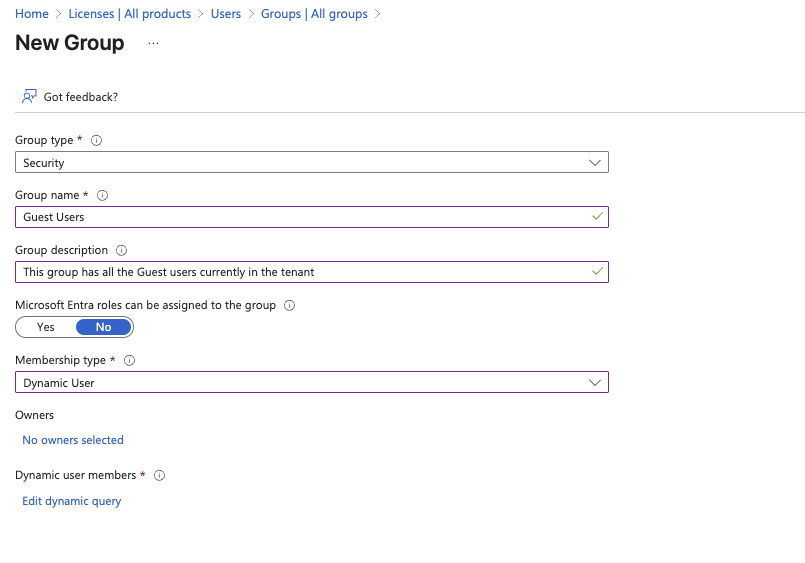 Home > Licenses | All products > Users > Groups | All groups >
New Group ...
Got feedback?
Group type *
Security
Group name *
Guest Users
Group description
This group has all the Guest users currently in the tenant
Microsoft Entra roles can be assigned to the group
Yes No
Membership type *
Dynamic User
Owners
No owners selected
Dynamic user members *
Edit dynamic query